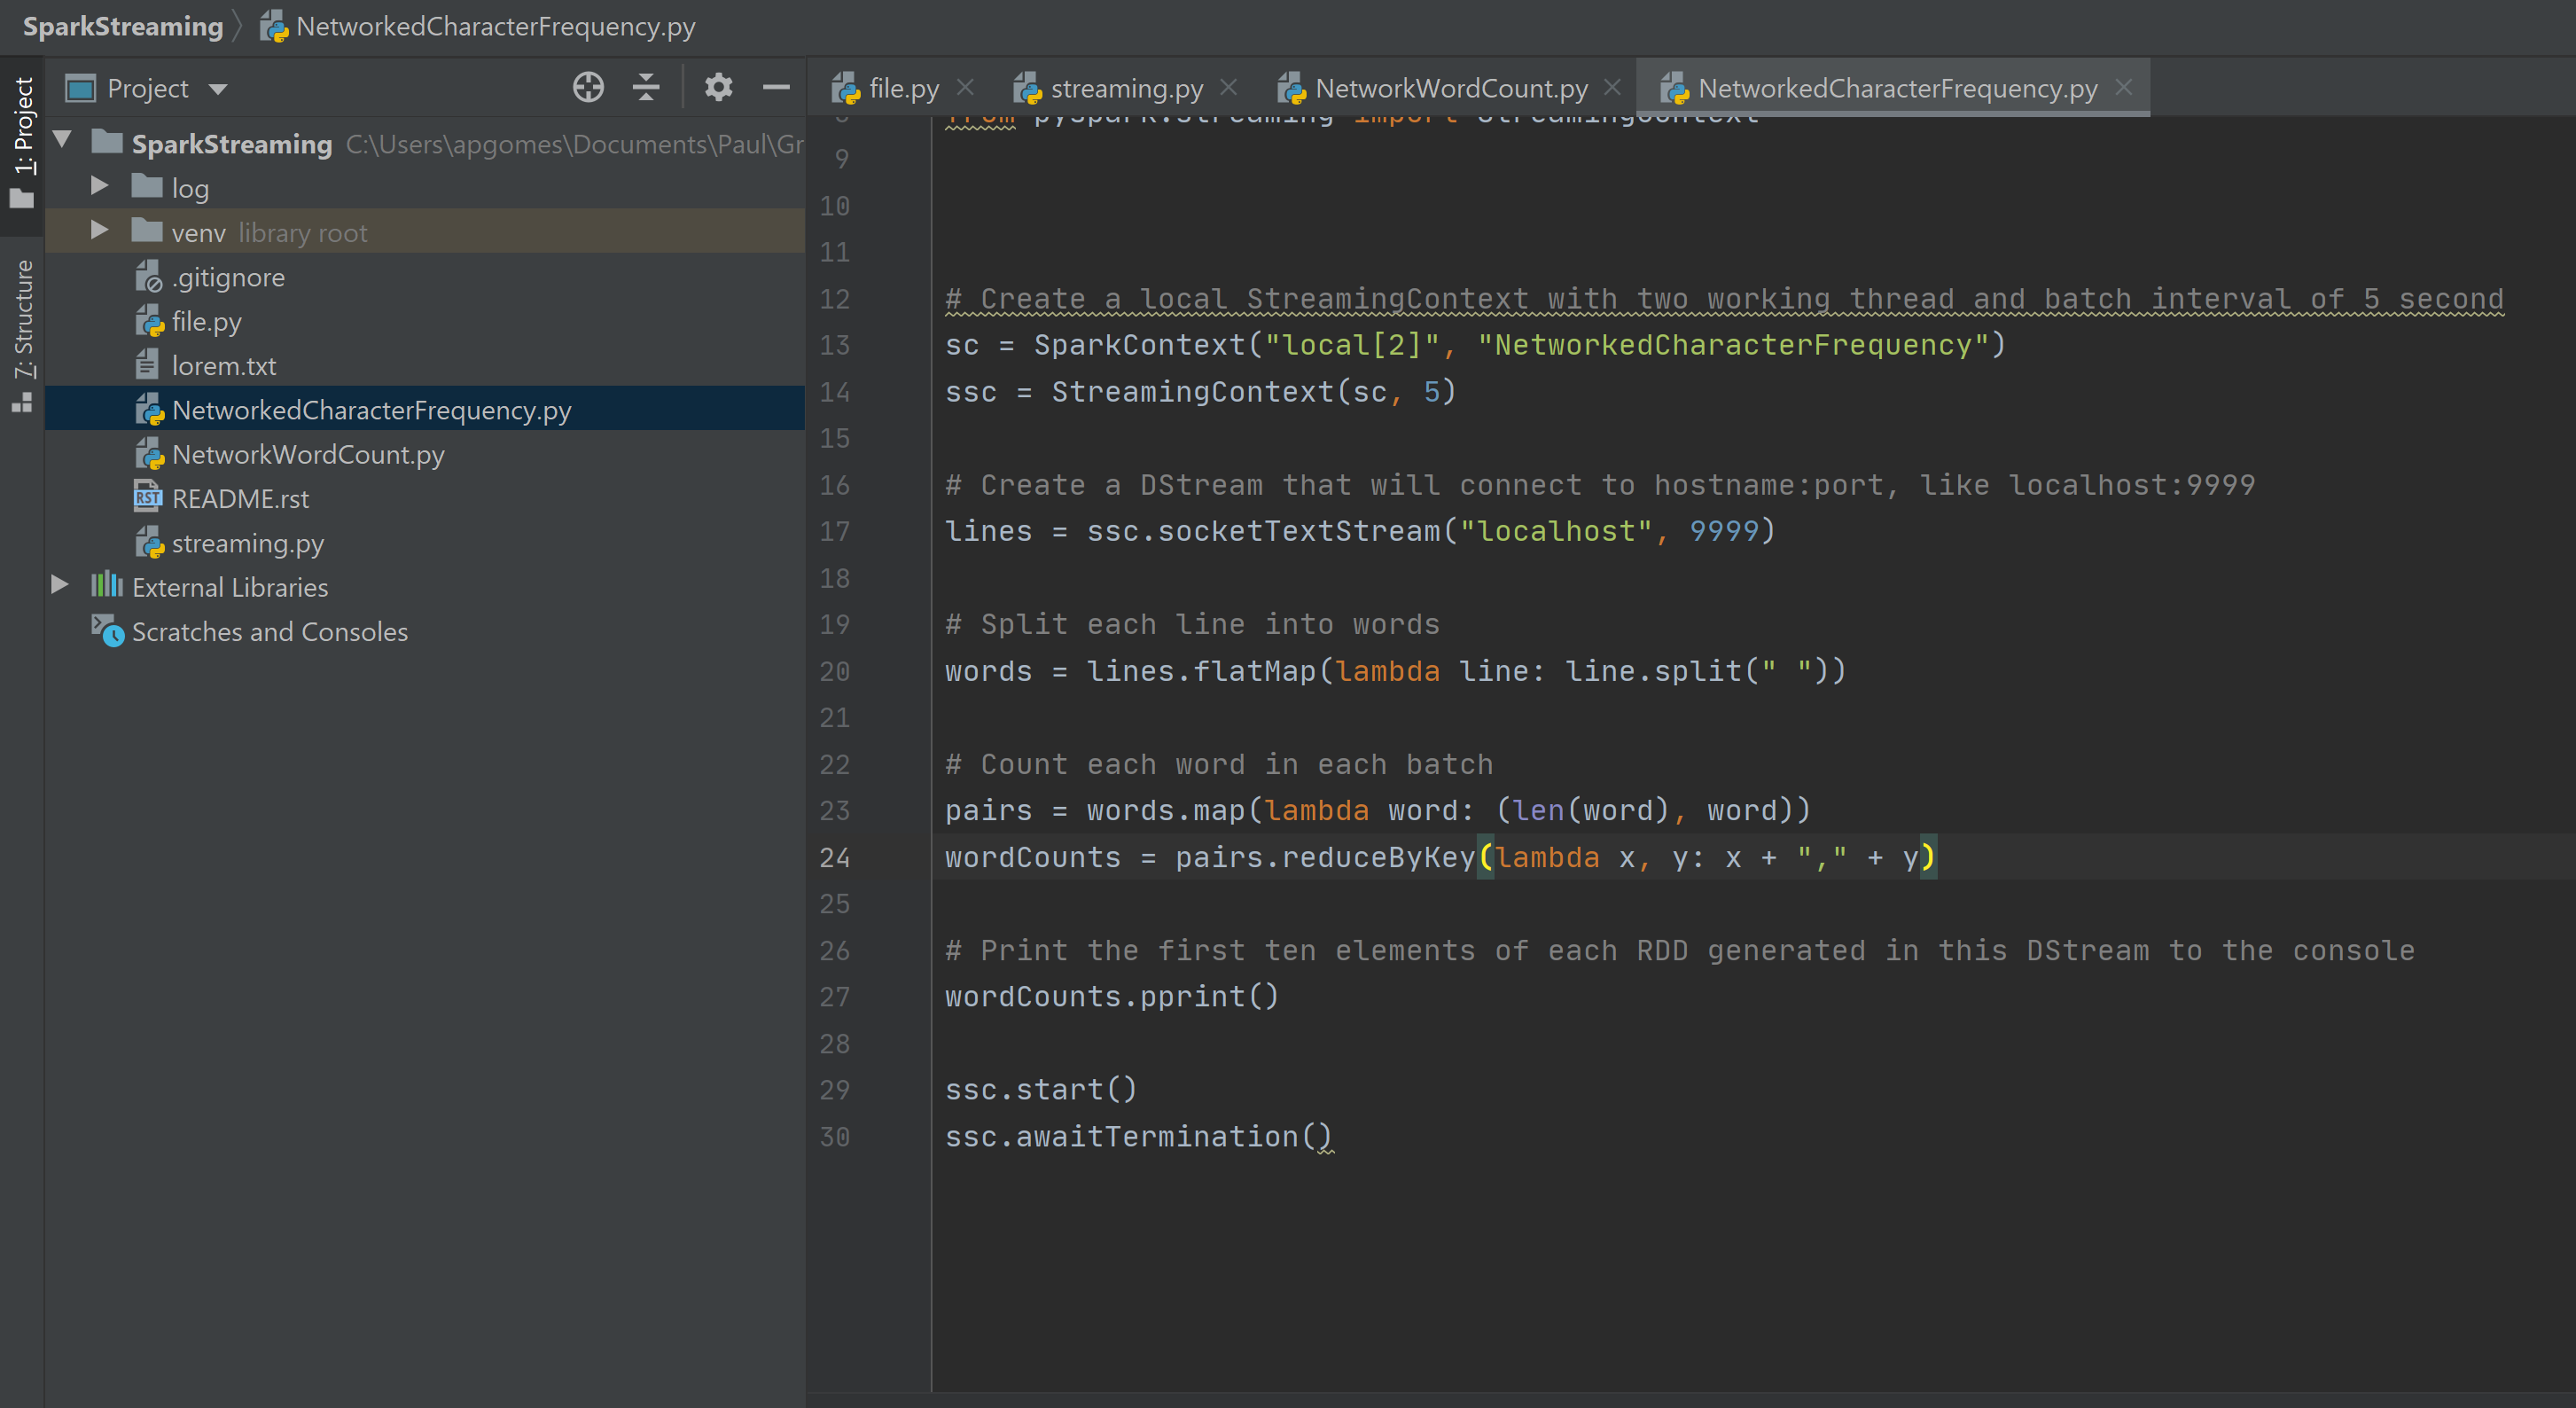 SparkStreaming NetworkedCharacterFrequency.py
1: Project
7: Structure
Project
SparkStreaming C:\Users\apgomes\Documents\Paul\Gr
log
venv library root
.gitignore
file.py
lorem.txt
NetworkedCharacterFrequency.py
NetworkWordCount.py
RST README.rst
streaming.py
External Libraries
Scratches and Consoles
file.py streaming.py NetworkWordCount.py NetworkedCharacterFrequency.py
8 from pyspark.streaming import StreamingContext
9
10
11
12 # Create a local StreamingContext with two working thread and batch interval of 5 second
13 sc = SparkContext("local[2]", "NetworkedCharacterFrequency")
14 ssc = StreamingContext(sc, 5)
15
16 # Create a DStream that will connect to hostname:port, like localhost:9999
17 lines = ssc.socketTextStream("localhost", 9999)
18
19 # Split each line into words
20 words = lines.flatMap(lambda line: line.split(" "))
21
22 # Count each word in each batch
23 pairs = words.map(lambda word: (len(word), word))
24 wordCounts = pairs.reduceByKey(lambda x, y: x + "," + y)
25
26 # Print the first ten elements of each RDD generated in this DStream to the console
27 wordCounts.pprint()
28
29 ssc.start()
30 ssc.awaitTermination()